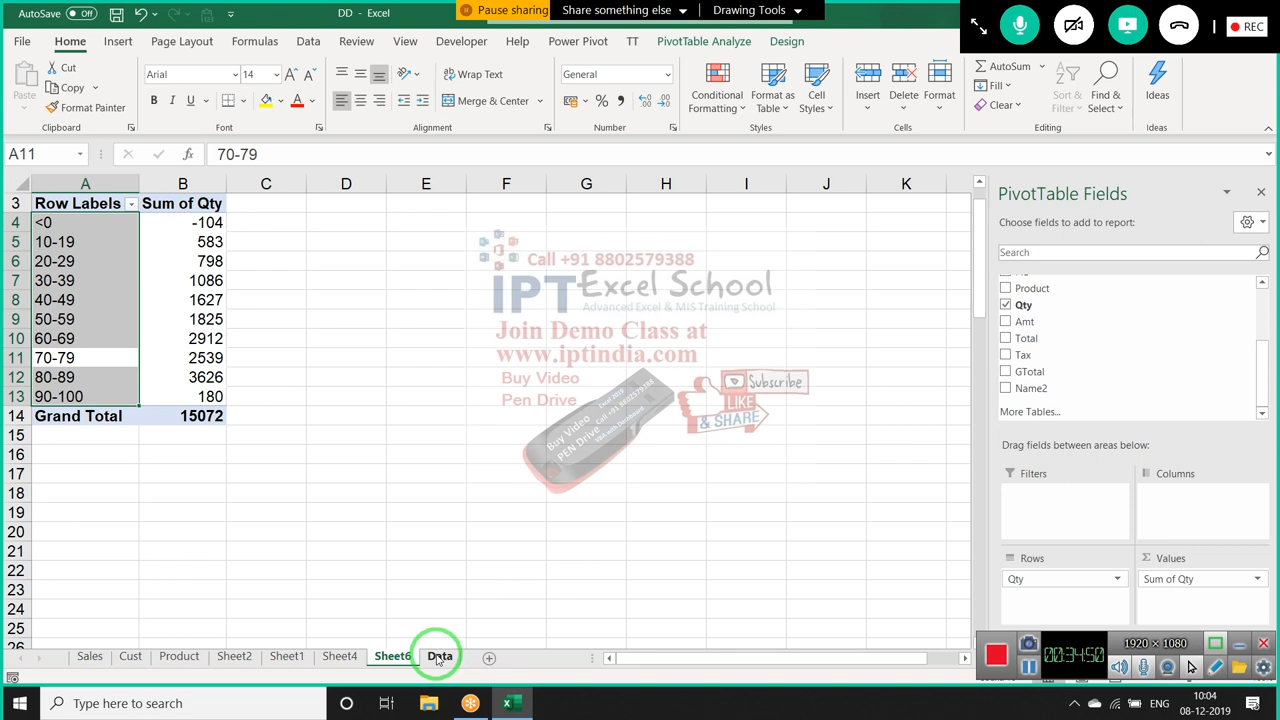 AutoSave Off
DD - Excel
Pause sharing
Share something else
Drawing Tools
REC
File Home Insert Page Layout Formulas Data Review View Developer Help Power Pivot TT PivotTable Analyze Design
Paste
Cut
Copy
Format Painter
Clipboard
Arial 14
B I U
Font
Wrap Text
Merge & Center
Alignment
General
Number
Conditional Formatting
Format as Table
Cell Styles
Styles
Insert Delete Format
Cells
AutoSum
Fill
Clear
Sort & Filter
Find & Select
Editing
Ideas
Ideas
A11 fx 70-79
A B C D E F G H I J K
3 Row Labels Sum of Qty
4 <0 -104
5 10-19 583
6 20-29 798
7 30-39 1086
8 40-49 1627
9 50-59 1825
10 60-69 2912
11 70-79 2539
12 80-89 3626
13 90-100 180
14 Grand Total 15072
15
16
17
18
19
20
21
22
23
24
25
26
Call +91 8802579388
IPT Excel School
Advanced Excel & MIS Training School
Join Demo Class at
www.iptindia.com
Buy Video
Pen Drive
Subscribe
LIKE
& SHARE
Buy Video
PEN Drive
Call +91 8802579388
PivotTable Fields
Choose fields to add to report:
Search
Product
Qty
Amt
Total
Tax
GTotal
Name2
More Tables...
Drag fields between areas below:
Filters
Columns
Rows
Values
Qty
Sum of Qty
Sales Cust Product Sheet2 Sheet1 Sheet4 Sheet6 Data
1920 × 1080
00:34:50
Type here to search
ENG
10:04
08-12-2019